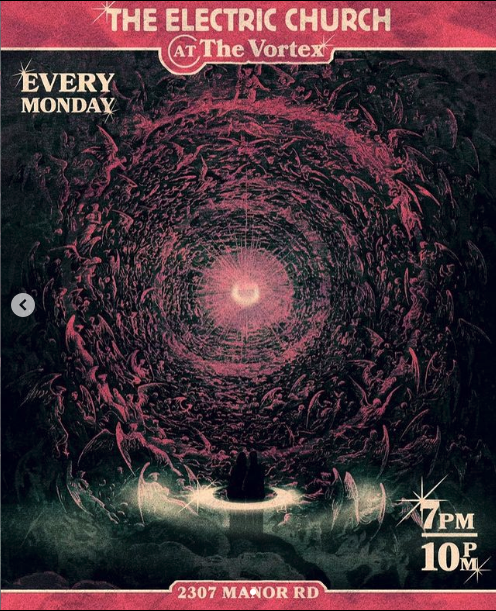 THE ELECTRIC CHURCH
AT The Vortex
EVERY
MONDAY
7PM
10PM
2307 MANOR RD